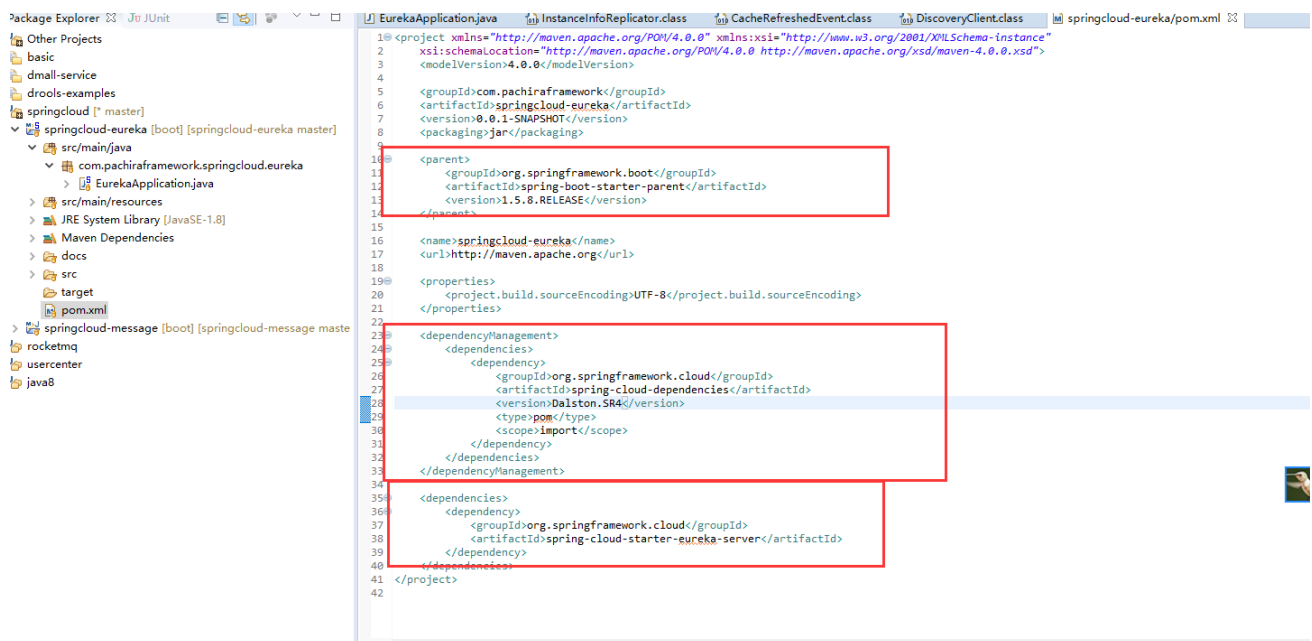 Package Explorer JUnit
Other Projects
basic
dmall-service
drools-examples
springcloud [* master]
springcloud-eureka [boot] [springcloud-eureka master]
src/main/java
com.pachiraframework.springcloud.eureka
EurekaApplication.java
src/main/resources
JRE System Library [JavaSE-1.8]
Maven Dependencies
docs
src
target
pom.xml
springcloud-message [boot] [springcloud-message maste
rocketmq
usercenter
java8
EurekaApplication.java InstanceInfoReplicator.class CacheRefreshedEvent.class DiscoveryClient.class springcloud-eureka/pom.xml
1 <project xmlns="http://maven.apache.org/POM/4.0.0" xmlns:xsi="http://www.w3.org/2001/XMLSchema-instance"
2 xsi:schemaLocation="http://maven.apache.org/POM/4.0.0 http://maven.apache.org/xsd/maven-4.0.0.xsd">
3 <modelVersion>4.0.0</modelVersion>
4
5 <groupId>com.pachiraframework</groupId>
6 <artifactId>springcloud-eureka</artifactId>
7 <version>0.0.1-SNAPSHOT</version>
8 <packaging>jar</packaging>
9
10 <parent>
11 <groupId>org.springframework.boot</groupId>
12 <artifactId>spring-boot-starter-parent</artifactId>
13 <version>1.5.8.RELEASE</version>
14 </parent>
15
16 <name>springcloud-eureka</name>
17 <url>http://maven.apache.org</url>
18
19 <properties>
20 <project.build.sourceEncoding>UTF-8</project.build.sourceEncoding>
21 </properties>
22
23 <dependencyManagement>
24 <dependencies>
25 <dependency>
26 <groupId>org.springframework.cloud</groupId>
27 <artifactId>spring-cloud-dependencies</artifactId>
28 <version>Dalston.SR4</version>
29 <type>pom</type>
30 <scope>import</scope>
31 </dependency>
32 </dependencies>
33 </dependencyManagement>
34
35 <dependencies>
36 <dependency>
37 <groupId>org.springframework.cloud</groupId>
38 <artifactId>spring-cloud-starter-eureka-server</artifactId>
39 </dependency>
40 </dependencies>
41 </project>
42